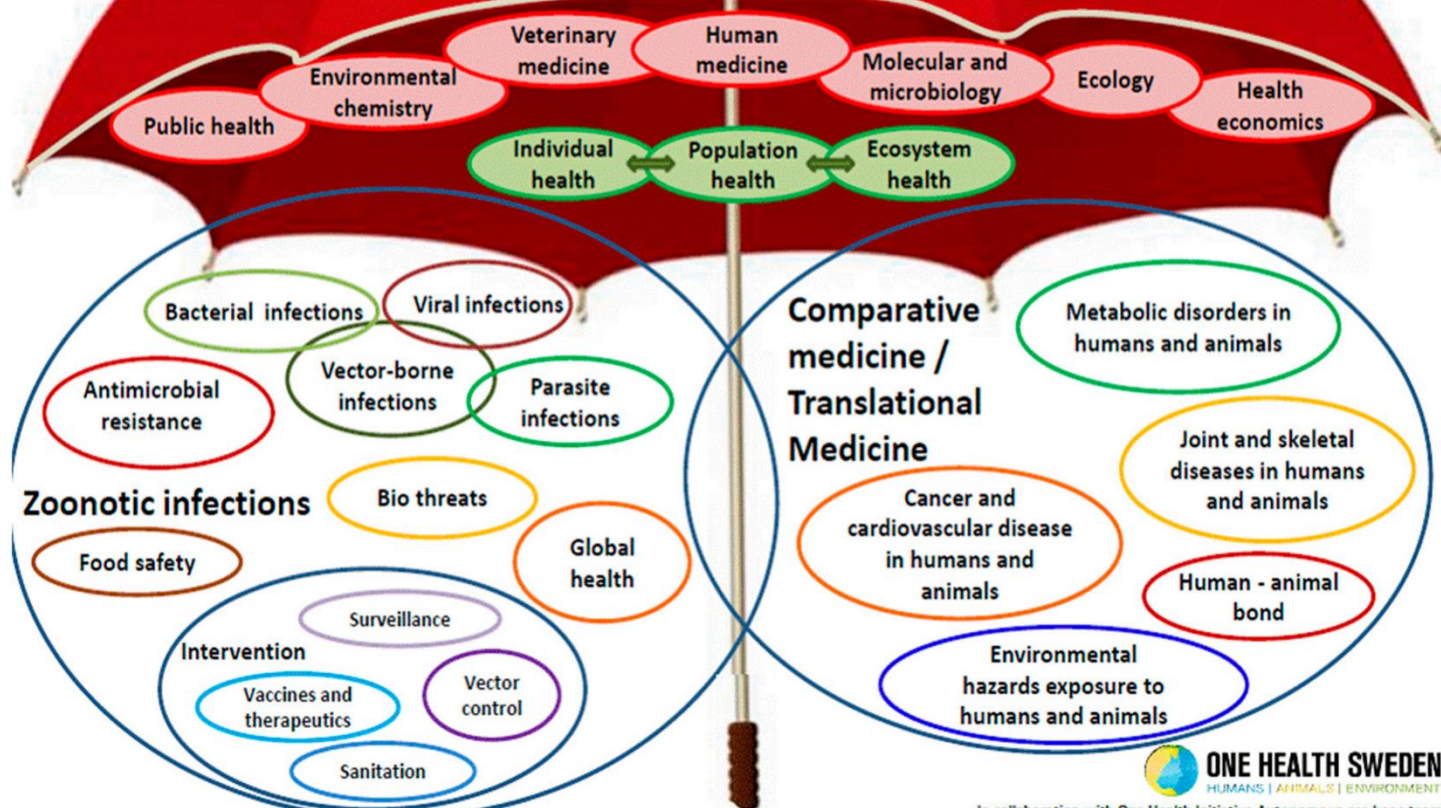 Veterinary
medicine
Human
medicine
Environmental
chemistry
Molecular and
microbiology
Ecology
Health
economics
Public health
Individual
health
Population
health
Ecosystem
health
Bacterial infections
Viral infections
Vector-borne
infections
Parasite
infections
Antimicrobial
resistance
Zoonotic infections
Bio threats
Food safety
Global
health
Surveillance
Intervention
Vaccines and
therapeutics
Vector
control
Sanitation
Comparative
medicine /
Translational
Medicine
Metabolic disorders in
humans and animals
Joint and skeletal
diseases in humans
and animals
Cancer and
cardiovascular disease
in humans and
animals
Human - animal
bond
Environmental
hazards exposure to
humans and animals
ONE HEALTH SWEDEN
HUMANS | ANIMALS | ENVIRONMENT